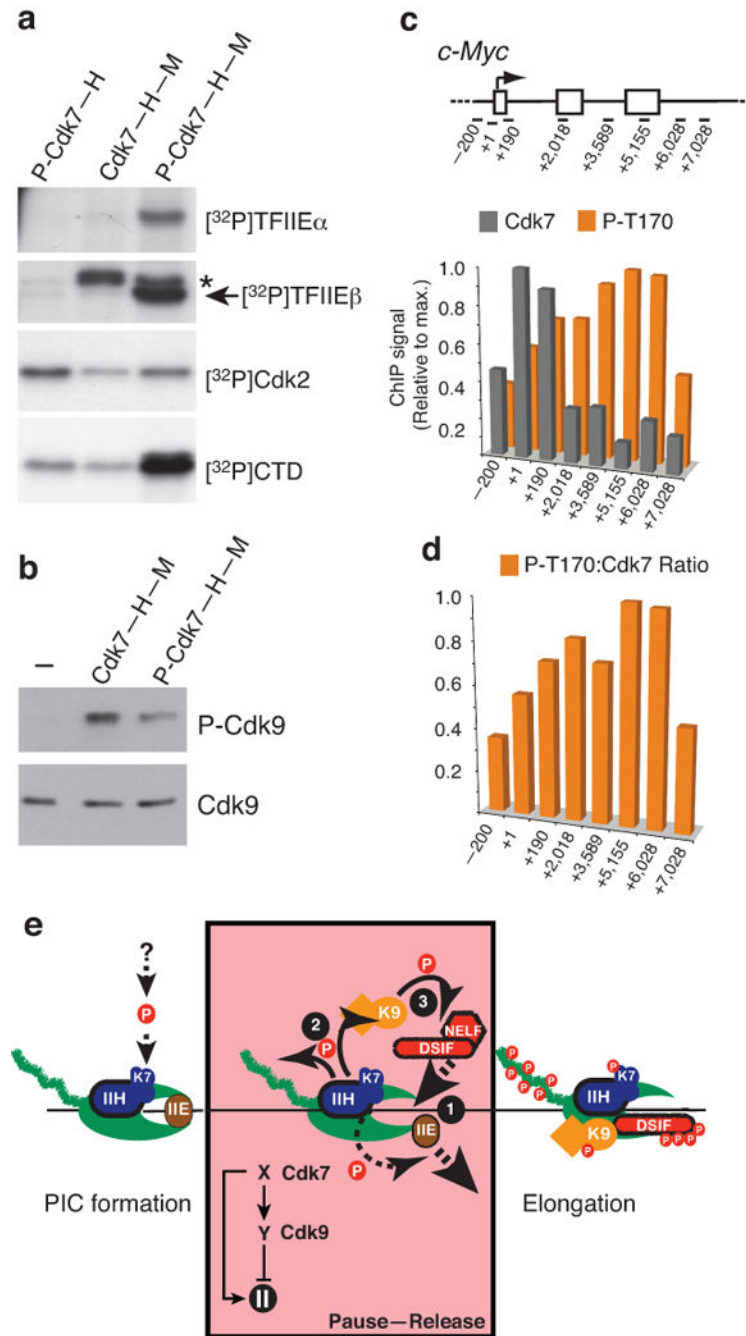 a
P-Cdk7–H
Cdk7–H–M
P-Cdk7–H–M
[32P]TFIIEα
*
[32P]TFIIEβ
[32P]Cdk2
[32P]CTD
b
–
Cdk7–H–M
P-Cdk7–H–M
P-Cdk9
Cdk9
c
c-Myc
–200
+1
+190
+2,018
+3,589
+5,155
+6,028
+7,028
Cdk7
P-T170
ChIP signal
(Relative to max.)
1.0
0.8
0.6
0.4
0.2
–200
+1
+190
+2,018
+3,589
+5,155
+6,028
+7,028
d
P-T170:Cdk7 Ratio
1.0
0.8
0.6
0.4
0.2
–200
+1
+190
+2,018
+3,589
+5,155
+6,028
+7,028
e
?
P
K7
IIH
IIE
PIC formation
2
P
K9
P
3
NELF
DSIF
K7
IIH
1
IIE
P
X Cdk7
Y Cdk9
II
Pause–Release
P P P P P P P
P
K7
IIH
K9
P
DSIF
P P P P
Elongation